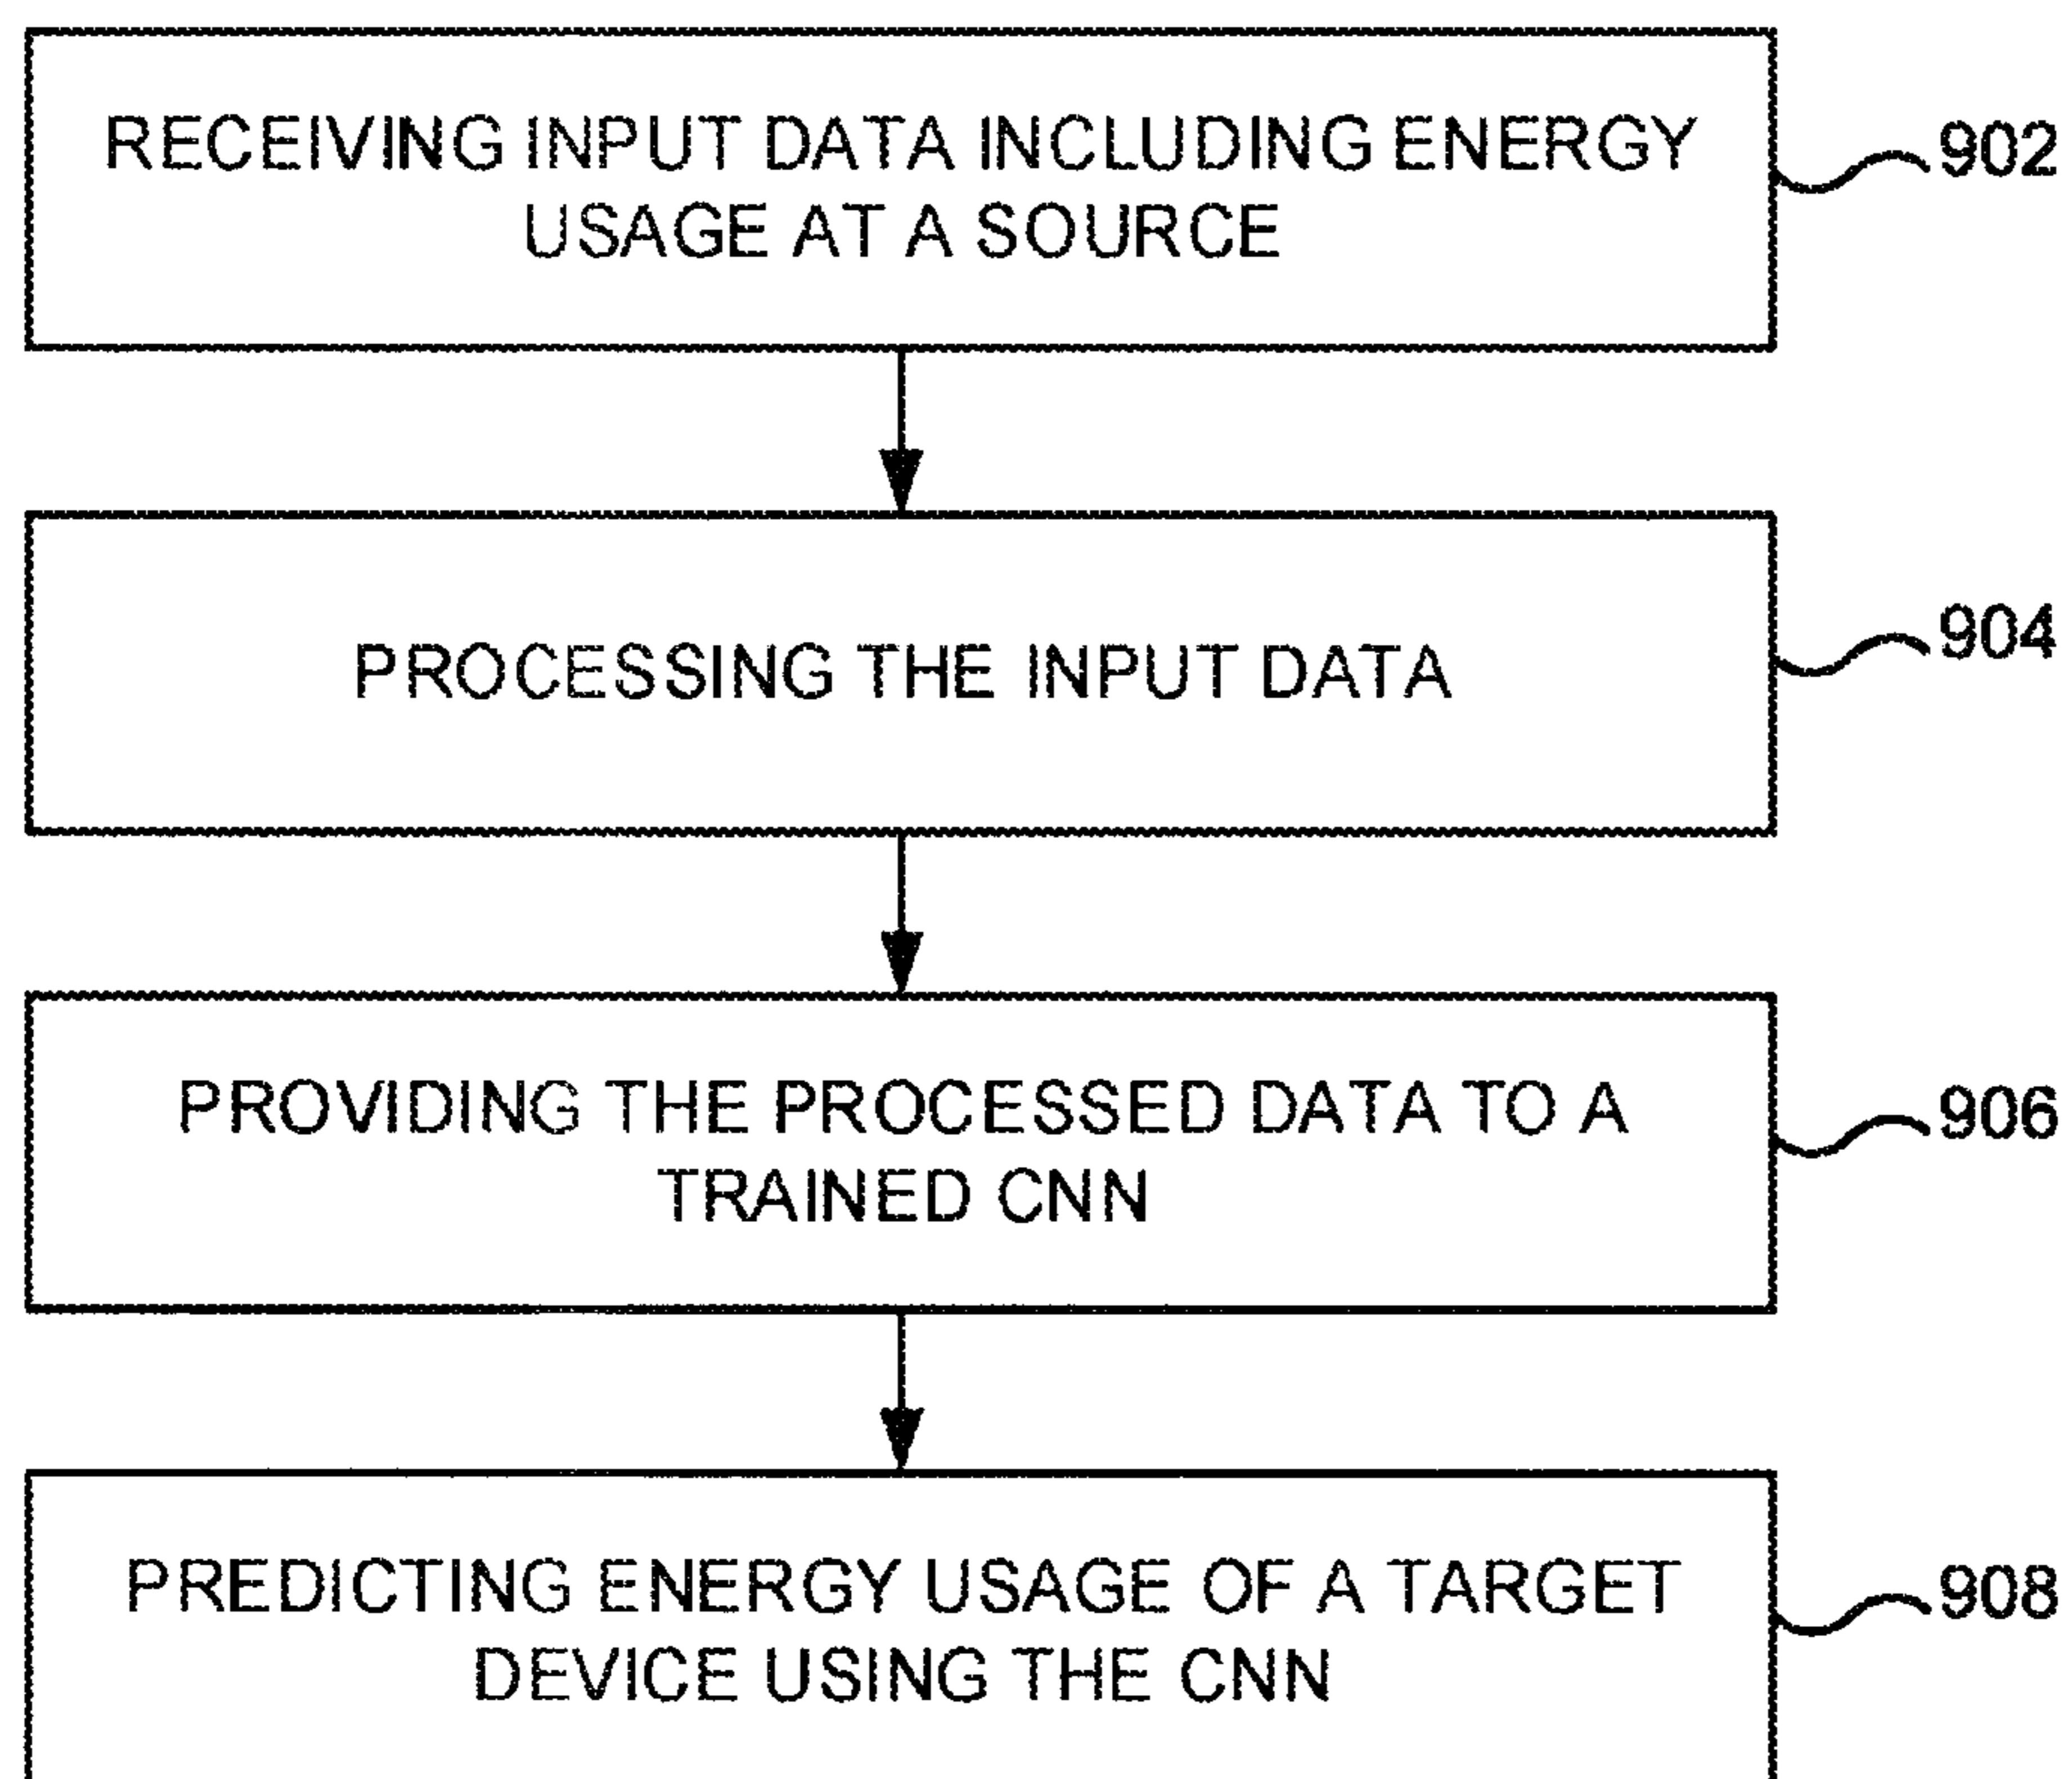 RECEIVING INPUT DATA INCLUDING ENERGY
USAGE AT A SOURCE
902
PROCESSING THE INPUT DATA
904
PROVIDING THE PROCESSED DATA TO A
TRAINED CNN
906
PREDICTING ENERGY USAGE OF A TARGET
DEVICE USING THE CNN
908